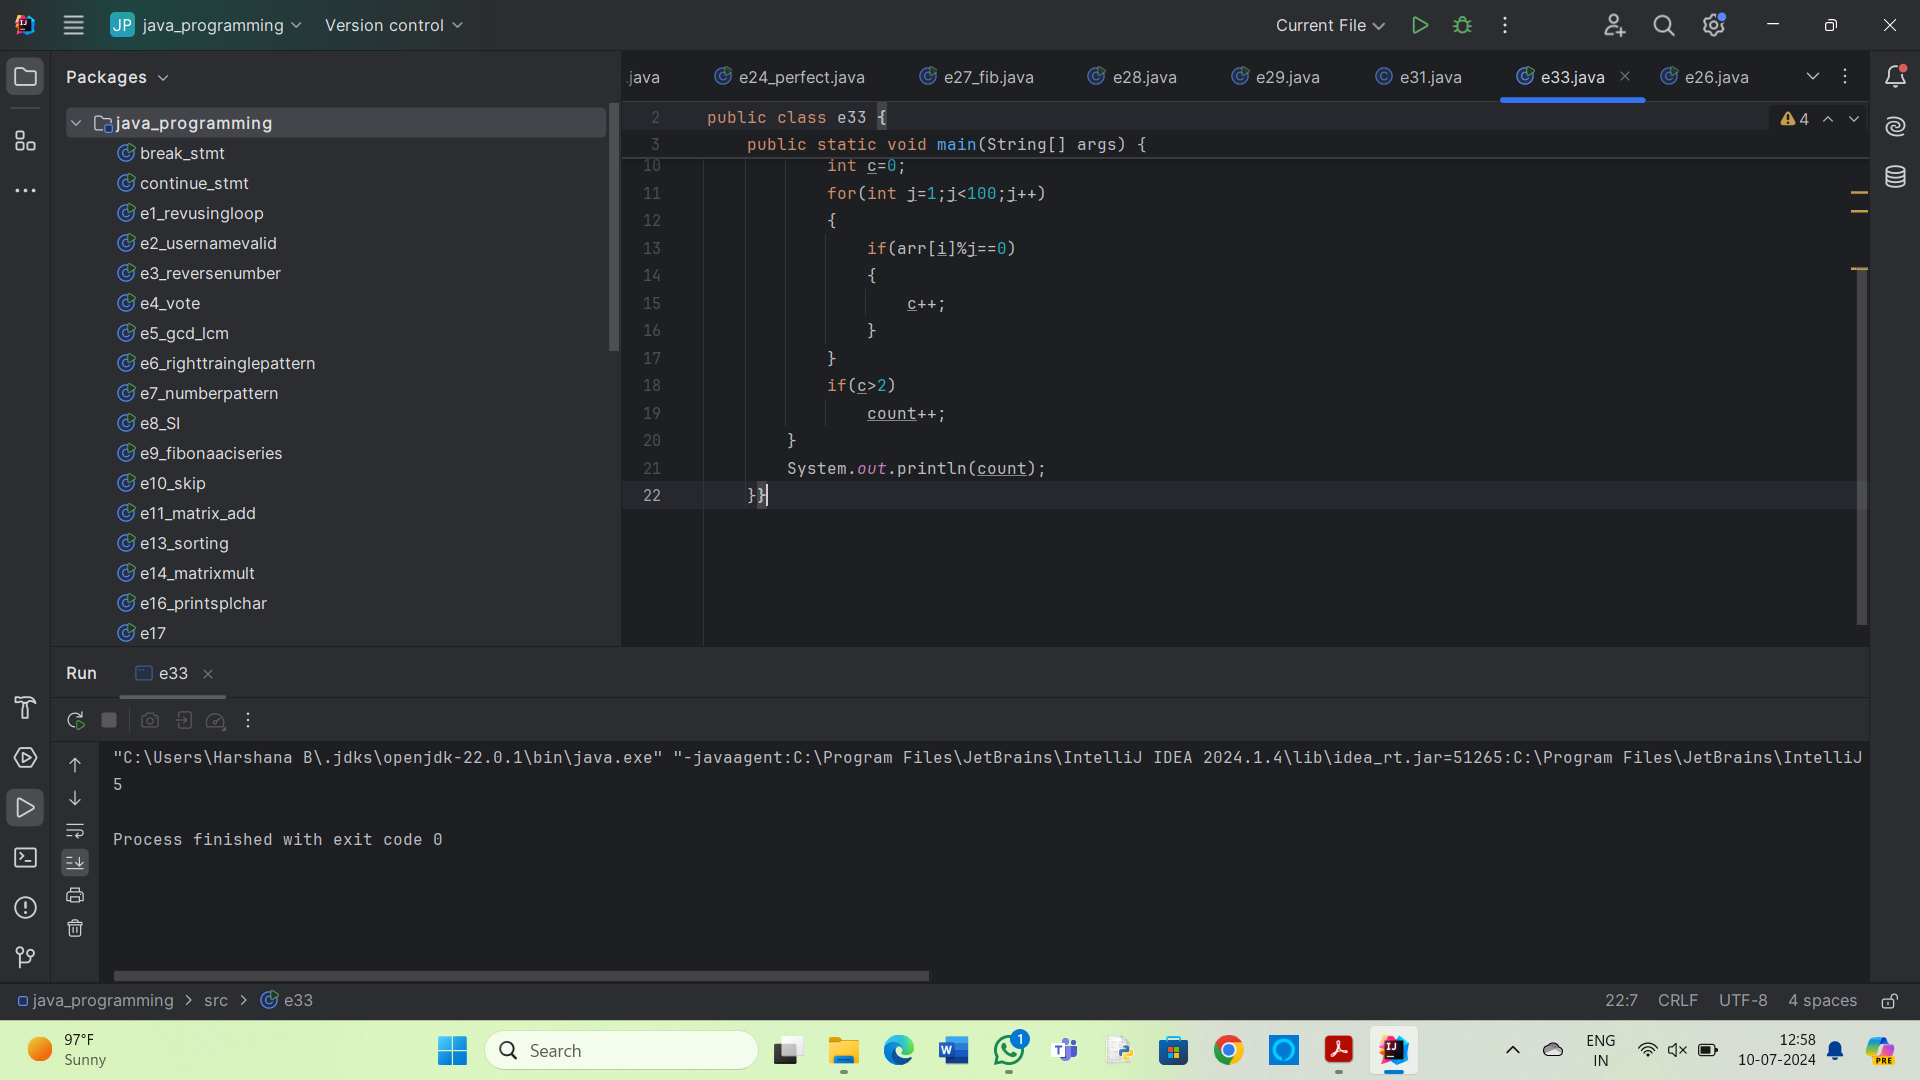 JP java_programming Version control Current File
Packages
.java e24_perfect.java e27_fib.java e28.java e29.java e31.java e33.java e26.java
java_programming
break_stmt
continue_stmt
e1_revusingloop
e2_usernamevalid
e3_reversenumber
e4_vote
e5_gcd_lcm
e6_righttrainglepattern
e7_numberpattern
e8_SI
e9_fibonaaciseries
e10_skip
e11_matrix_add
e13_sorting
e14_matrixmult
e16_printsplchar
e17
2 public class e33 {
4
3 public static void main(String[] args) {
10 int c=0;
11 for(int j=1;j<100;j++)
12 {
13 if(arr[i]%j==0)
14 {
15 c++;
16 }
17 }
18 if(c>2)
19 count++;
20 }
21 System.out.println(count);
22 }}
Run e33
"C:\Users\Harshana B\.jdks\openjdk-22.0.1\bin\java.exe" "-javaagent:C:\Program Files\JetBrains\IntelliJ IDEA 2024.1.4\lib\idea_rt.jar=51265:C:\Program Files\JetBrains\IntelliJ
5
Process finished with exit code 0
java_programming > src > e33 22:7 CRLF UTF-8 4 spaces
97°F
Sunny
Search
1
ENG
IN
12:58
10-07-2024
PRE